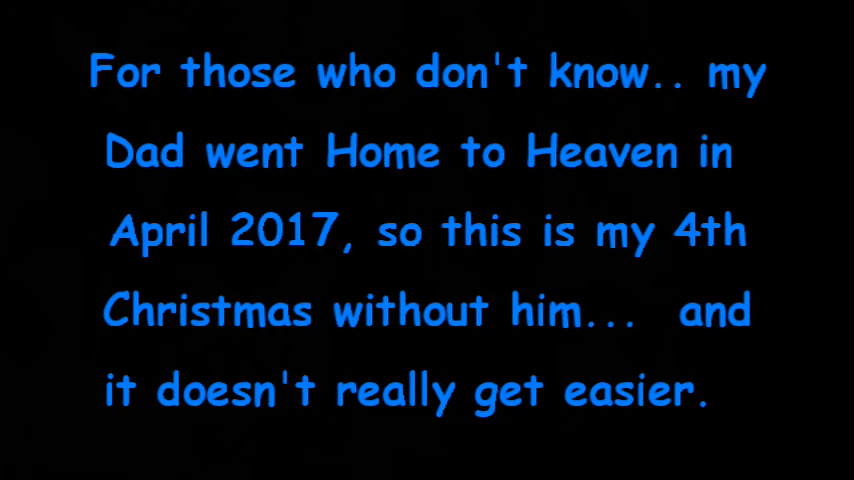 For those who don't know.. my
Dad went Home to Heaven in
April 2017, so this is my 4th
Christmas without him...  and
it doesn't really get easier.